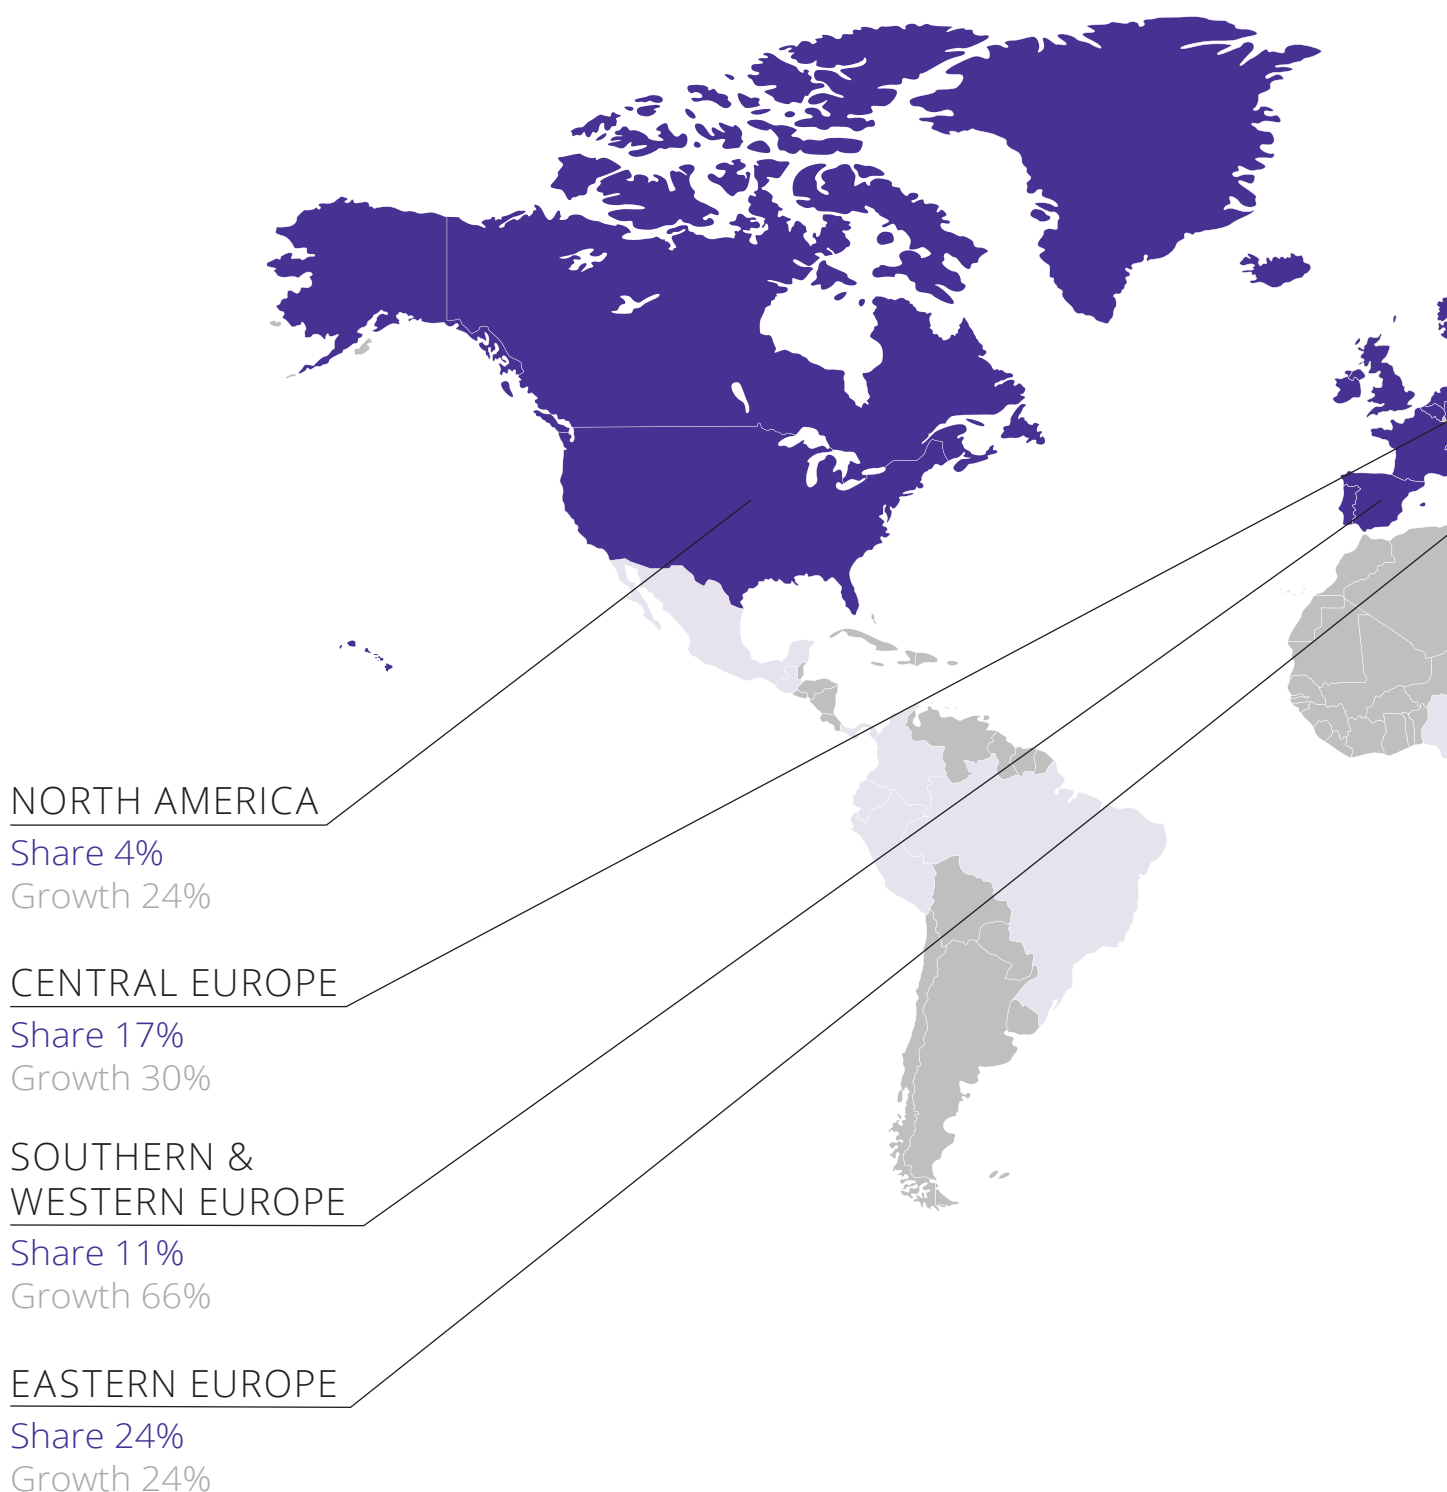 NORTH AMERICA
Share 4%
Growth 24%
CENTRAL EUROPE
Share 17%
Growth 30%
SOUTHERN &
WESTERN EUROPE
Share 11%
Growth 66%
EASTERN EUROPE
Share 24%
Growth 24%